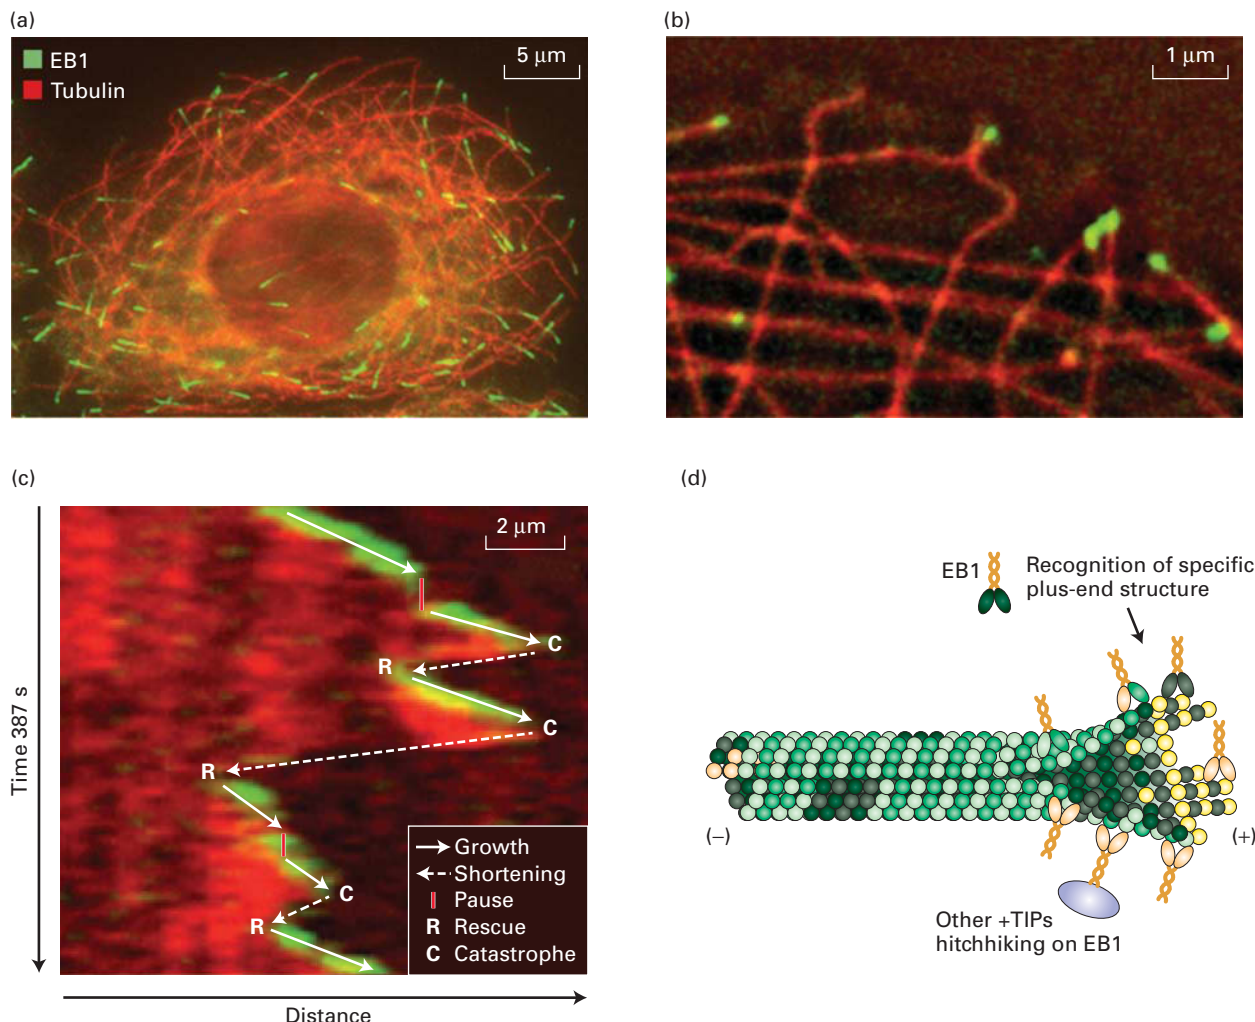 (a)
EB1
Tubulin
5 μm
(b)
1 μm
(c)
Time 387 s
2 μm
C
R
C
R
C
R
Growth
Shortening
Pause
R Rescue
C Catastrophe
Distance
(d)
EB1
Recognition of specific
plus-end structure
(−)
(+)
Other +TIPs
hitchhiking on EB1